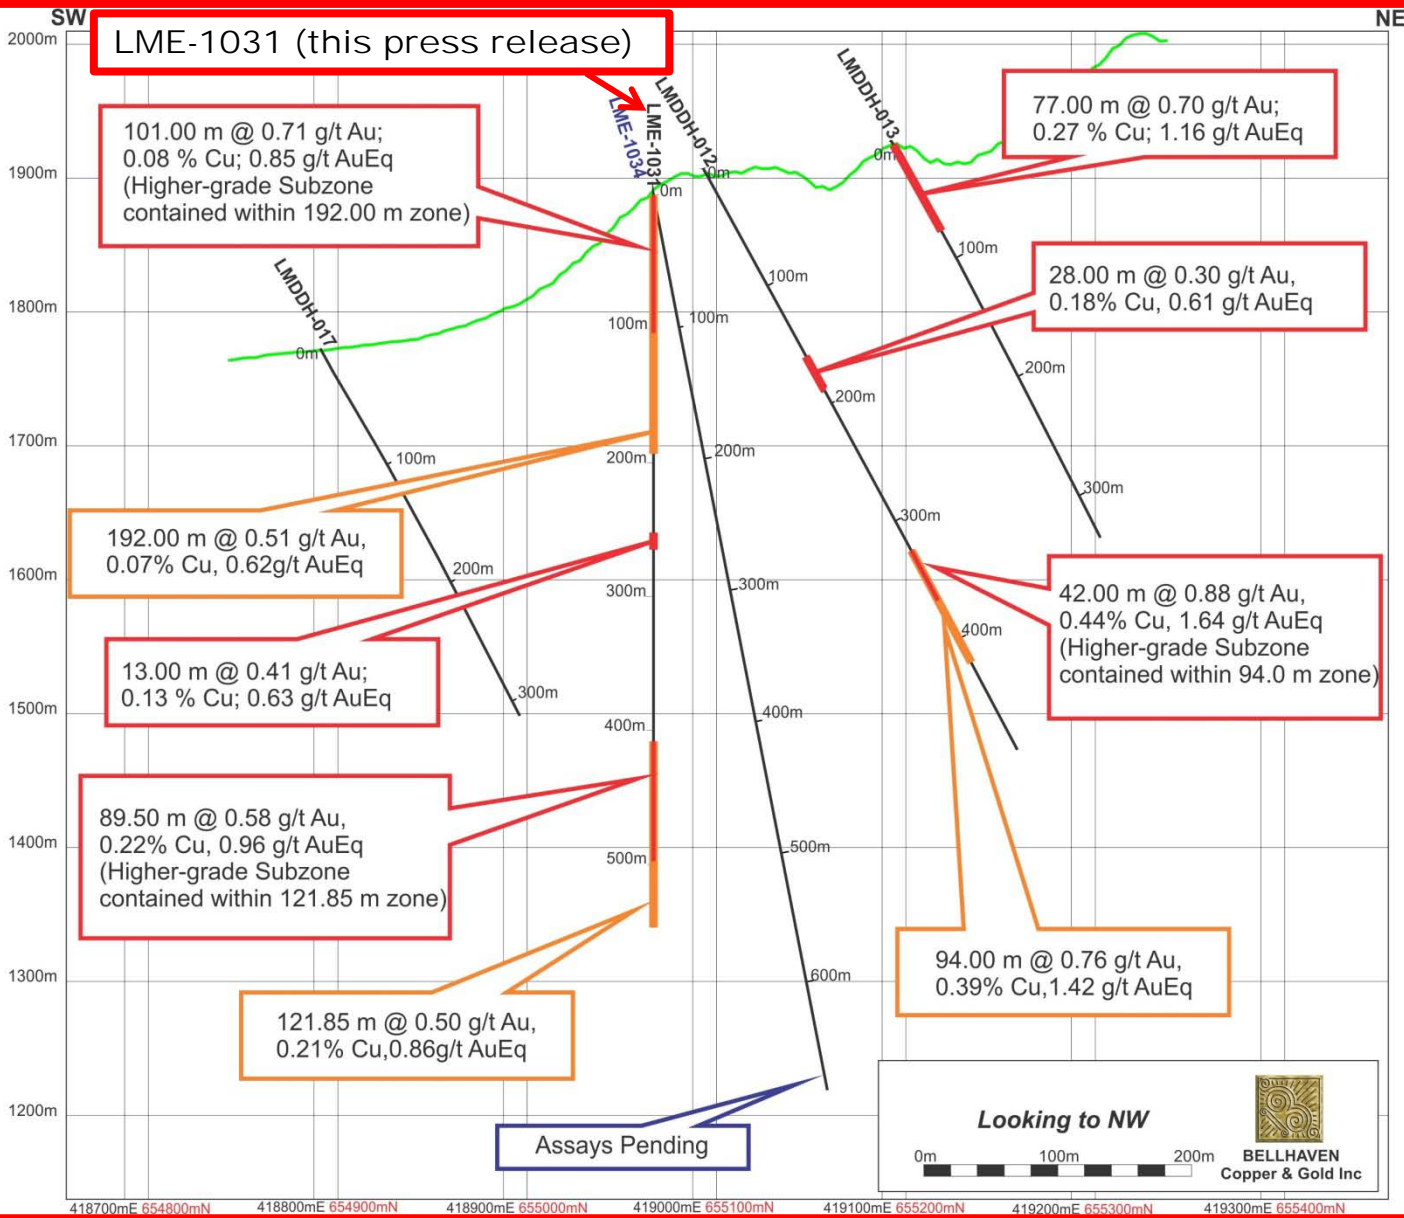 SW
NE
LME-1031 (this press release)
2000m
1900m
1800m
1700m
1600m
1500m
1400m
1300m
1200m
101.00 m @ 0.71 g/t Au;
0.08 % Cu; 0.85 g/t AuEq
(Higher-grade Subzone
contained within 192.00 m zone)
LME-1034
LME-1031
LMDDH-012
LMDDH-013
LMDDH-017
77.00 m @ 0.70 g/t Au;
0.27 % Cu; 1.16 g/t AuEq
28.00 m @ 0.30 g/t Au,
0.18% Cu, 0.61 g/t AuEq
192.00 m @ 0.51 g/t Au,
0.07% Cu, 0.62g/t AuEq
13.00 m @ 0.41 g/t Au;
0.13 % Cu; 0.63 g/t AuEq
42.00 m @ 0.88 g/t Au,
0.44% Cu, 1.64 g/t AuEq
(Higher-grade Subzone
contained within 94.0 m zone)
89.50 m @ 0.58 g/t Au,
0.22% Cu, 0.96 g/t AuEq
(Higher-grade Subzone
contained within 121.85 m zone)
94.00 m @ 0.76 g/t Au,
0.39% Cu,1.42 g/t AuEq
121.85 m @ 0.50 g/t Au,
0.21% Cu,0.86g/t AuEq
Assays Pending
0m
100m
200m
300m
0m
100m
200m
300m
400m
500m
100m
200m
300m
400m
500m
600m
0m
100m
200m
300m
400m
0m
100m
200m
300m
Looking to NW
0m 100m 200m
BELLHAVEN
Copper & Gold Inc
418700mE 654800mN
418800mE 654900mN
418900mE 655000mN
419000mE 655100mN
419100mE 655200mN
419200mE 655300mN
419300mE 655400mN